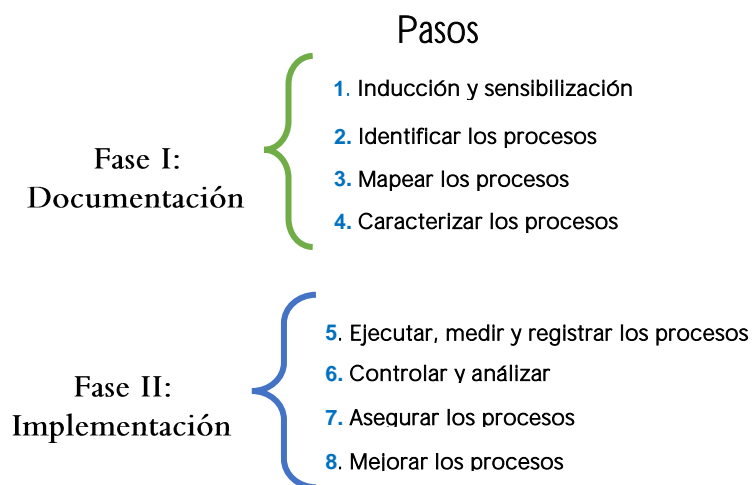 Pasos
1. Inducción y sensibilización
2. Identificar los procesos
3. Mapear los procesos
4. Caracterizar los procesos
Fase I:
Documentación
5. Ejecutar, medir y registrar los procesos
6. Controlar y análizar
7. Asegurar los procesos
8. Mejorar los procesos
Fase II:
Implementación